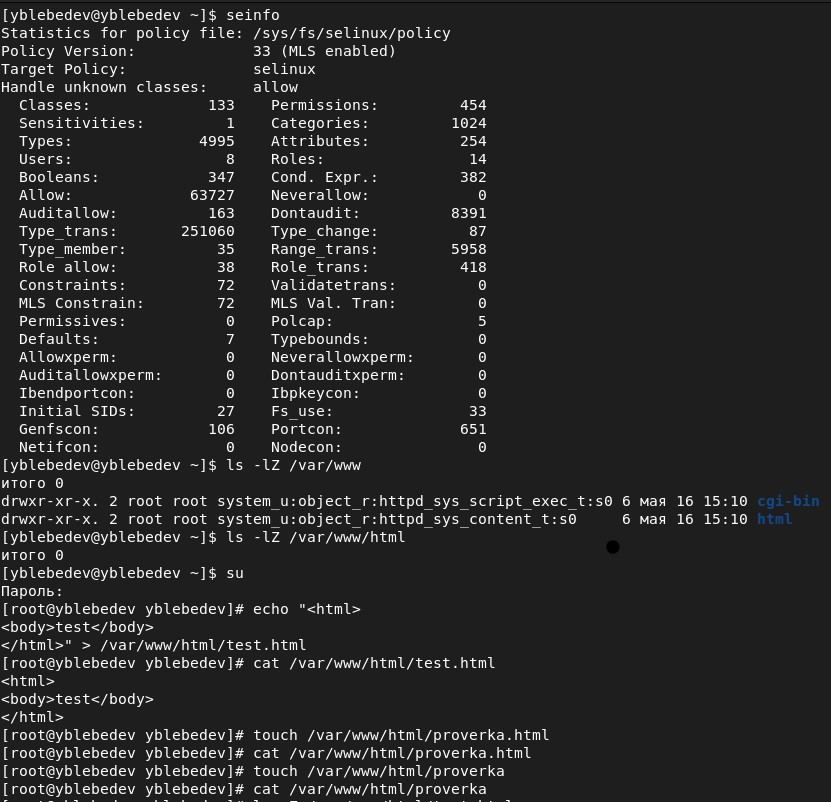 [yblebedev@yblebedev ~]$ seinfo
Statistics for policy file: /sys/fs/selinux/policy
Policy Version:             33 (MLS enabled)
Target Policy:              selinux
Handle unknown classes:     allow
  Classes:             133    Permissions:         454
  Sensitivities:         1    Categories:         1024
  Types:              4995    Attributes:          254
  Users:                 8    Roles:                14
  Booleans:            347    Cond. Expr.:         382
  Allow:             63727    Neverallow:            0
  Auditallow:          163    Dontaudit:          8391
  Type_trans:       251060    Type_change:          87
  Type_member:          35    Range_trans:        5958
  Role allow:           38    Role_trans:          418
  Constraints:          72    Validatetrans:         0
  MLS Constrain:        72    MLS Val. Tran:         0
  Permissives:           0    Polcap:                5
  Defaults:              7    Typebounds:            0
  Allowxperm:            0    Neverallowxperm:       0
  Auditallowxperm:       0    Dontauditxperm:        0
  Ibendportcon:          0    Ibpkeycon:             0
  Initial SIDs:         27    Fs_use:               33
  Genfscon:            106    Portcon:             651
  Netifcon:              0    Nodecon:               0
[yblebedev@yblebedev ~]$ ls -lZ /var/www
итого 0
drwxr-xr-x. 2 root root system_u:object_r:httpd_sys_script_exec_t:s0 6 мая 16 15:10 cgi-bin
drwxr-xr-x. 2 root root system_u:object_r:httpd_sys_content_t:s0     6 мая 16 15:10 html
[yblebedev@yblebedev ~]$ ls -lZ /var/www/html
итого 0
[yblebedev@yblebedev ~]$ su
Пароль:
[root@yblebedev yblebedev]# echo "<html>
<body>test</body>
</html>" > /var/www/html/test.html
[root@yblebedev yblebedev]# cat /var/www/html/test.html
<html>
<body>test</body>
</html>
[root@yblebedev yblebedev]# touch /var/www/html/proverka.html
[root@yblebedev yblebedev]# cat /var/www/html/proverka.html
[root@yblebedev yblebedev]# touch /var/www/html/proverka
[root@yblebedev yblebedev]# cat /var/www/html/proverka